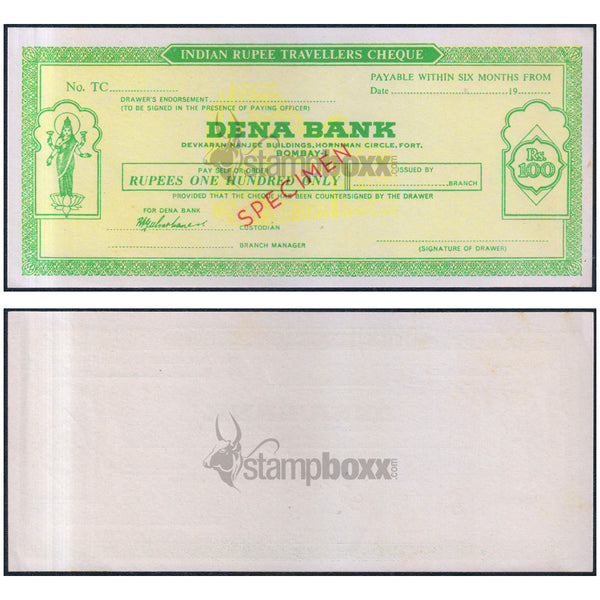 INDIAN RUPEE TRAVELLERS CHEQUE
No. TC
PAYABLE WITHIN SIX MONTHS FROM
Date 19
DRAWER'S ENDORSEMENT
(TO BE SIGNED IN THE PRESENCE OF PAYING OFFICER)
DENA BANK
DEVKARAN NANJEE BUILDINGS, HORNIMAN CIRCLE, FORT,
BOMBAY-1
stampboxx.com
PAY SELF OR ORDER
ISSUED BY
RUPEES ONE HUNDRED ONLY
BRANCH
Rs.
100
SPECIMEN
PROVIDED THAT THE CHEQUE HAS BEEN COUNTERSIGNED BY THE DRAWER
FOR DENA BANK
CUSTODIAN
BRANCH MANAGER
(SIGNATURE OF DRAWER)
stampboxx.com